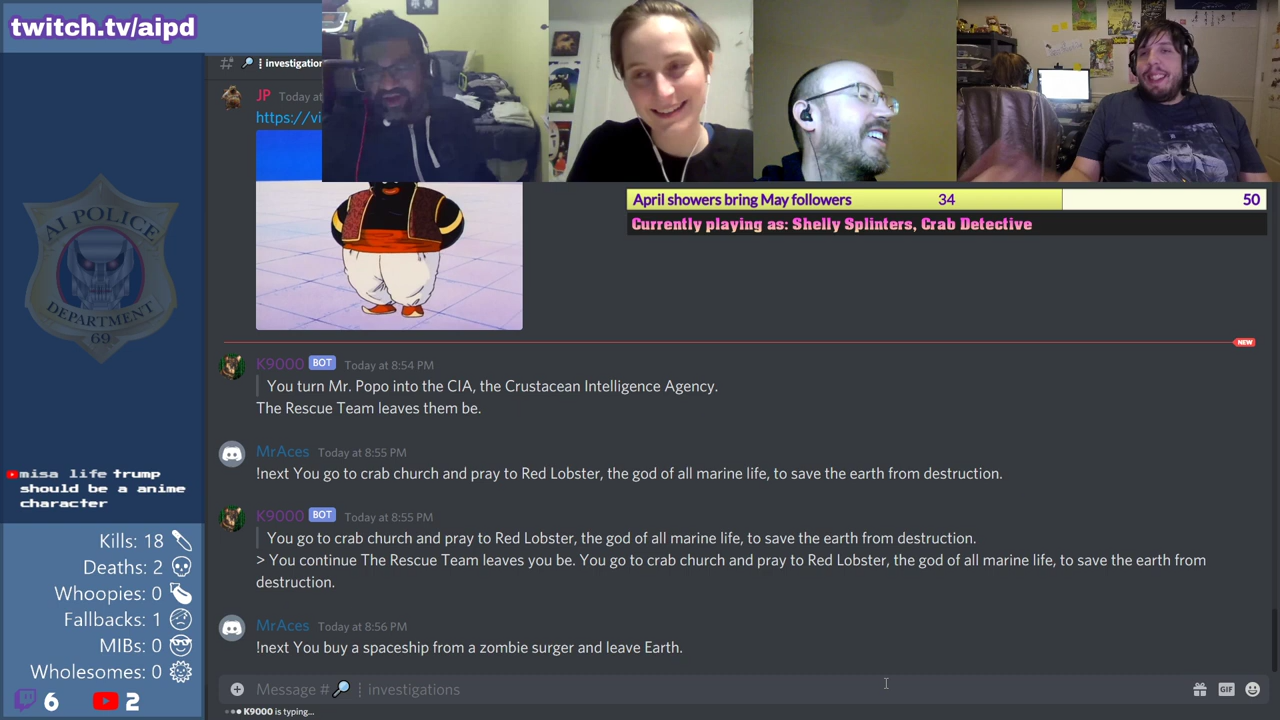 twitch.tv/aipd
investigation
JP Today at
https://vi
April showers bring May followers 34 50
Currently playing as: Shelly Splinters, Crab Detective
AI POLICE
DEPARTMENT
69
NEW
K9000 BOT Today at 8:54 PM
You turn Mr. Popo into the CIA, the Crustacean Intelligence Agency.
The Rescue Team leaves them be.
MrAces Today at 8:55 PM
!next You go to crab church and pray to Red Lobster, the god of all marine life, to save the earth from destruction.
K9000 BOT Today at 8:55 PM
You go to crab church and pray to Red Lobster, the god of all marine life, to save the earth from destruction.
> You continue The Rescue Team leaves you be. You go to crab church and pray to Red Lobster, the god of all marine life, to save the earth from
destruction.
MrAces Today at 8:56 PM
!next You buy a spaceship from a zombie surger and leave Earth.
misa life trump
should be a anime
character
Kills: 18
Deaths: 2
Whoopies: 0
Fallbacks: 1
MIBs: 0
Wholesomes: 0
6 2
Message # investigations
GIF
K9000 is typing...